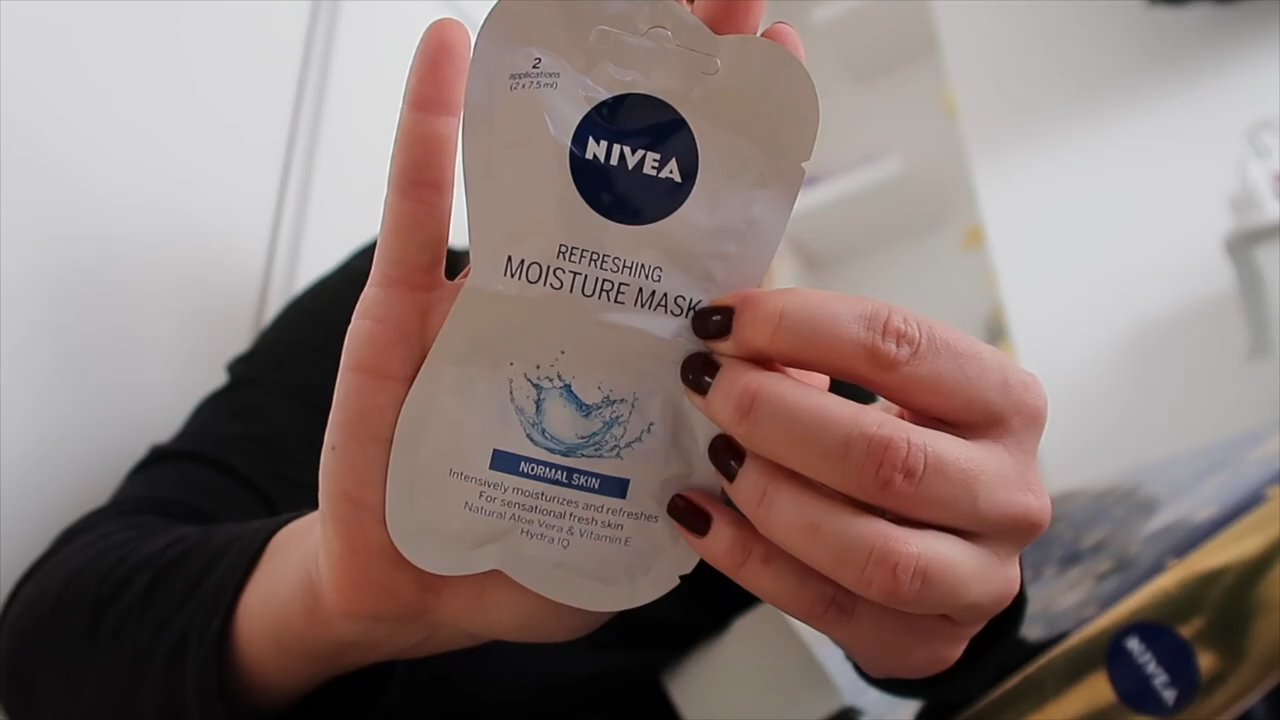 2
applications
(2 x 7,5 ml)
NIVEA
REFRESHING
MOISTURE MASK
NORMAL SKIN
Intensively moisturizes and refreshes
For sensational fresh skin
Natural Aloe Vera & Vitamin E
Hydra IQ
NIVEA